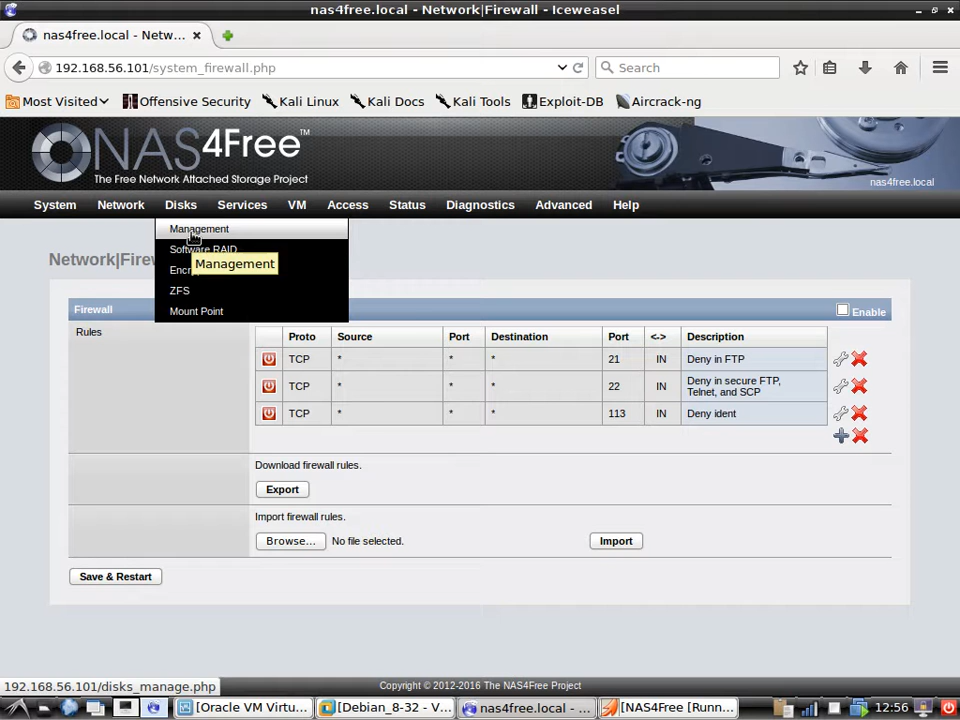 nas4free.local - Network|Firewall - Iceweasel
nas4free.local - Netw...
192.168.56.101/system_firewall.php
Search
Most Visited
Offensive Security
Kali Linux
Kali Docs
Kali Tools
Exploit-DB
Aircrack-ng
NAS4Free™
The Free Network Attached Storage Project
nas4free.local
System Network Disks Services VM Access Status Diagnostics Advanced Help
Management
Software RAID
Management
ZFS
Mount Point
Firewall
Enable
Rules
Proto Source Port Destination Port <-> Description
TCP * * * 21 IN Deny in FTP
TCP * * * 22 IN Deny in secure FTP,
Telnet, and SCP
TCP * * * 113 IN Deny ident
Download firewall rules.
Export
Import firewall rules.
Browse... No file selected.
Import
Save & Restart
192.168.56.101/disks_manage.php
Copyright © 2012-2016 The NAS4Free Project
[Oracle VM Virtu...
[Debian_8-32 - V...
nas4free.local - ...
[NAS4Free [Runn...
12:56